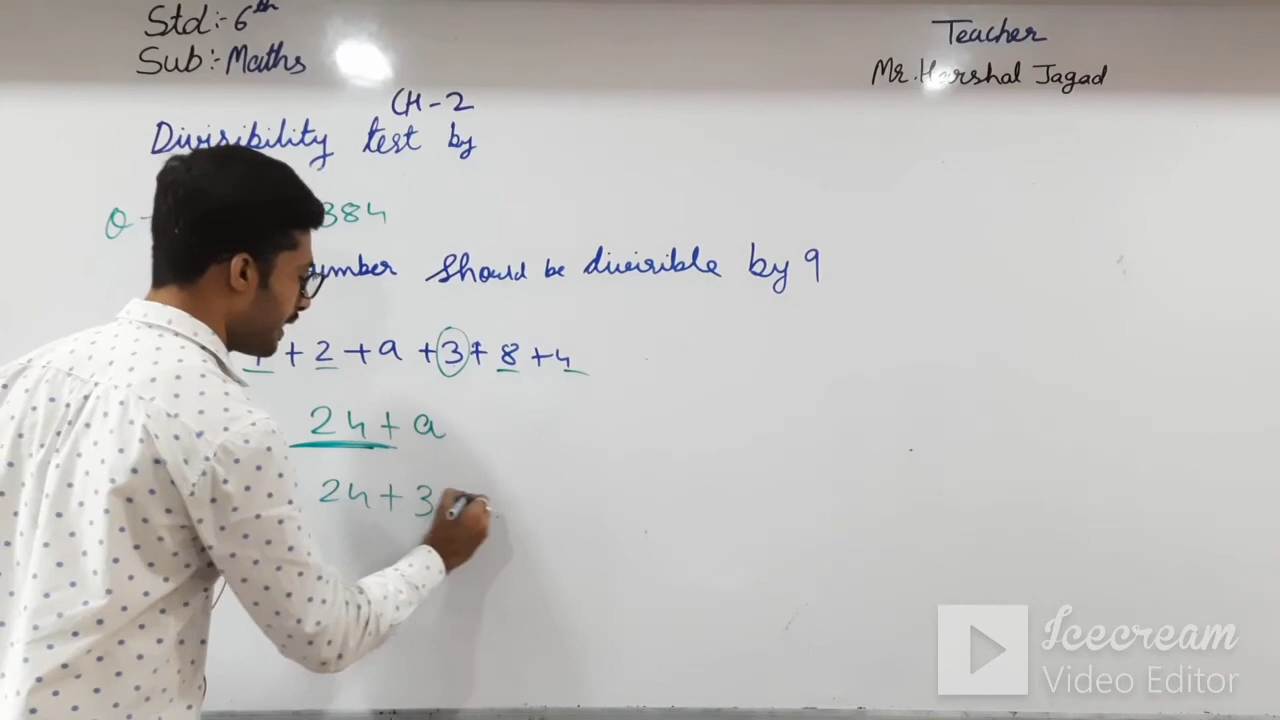 Std:- 6th
Sub:- Maths
Teacher
Mr. Harshal Jagad
CH-2
Divisibility test by
Q- 384
should be divisible by 9
+ 2 + a + 3 + 8 + 4
24 + a
24 + 3
Icecream
Video Editor